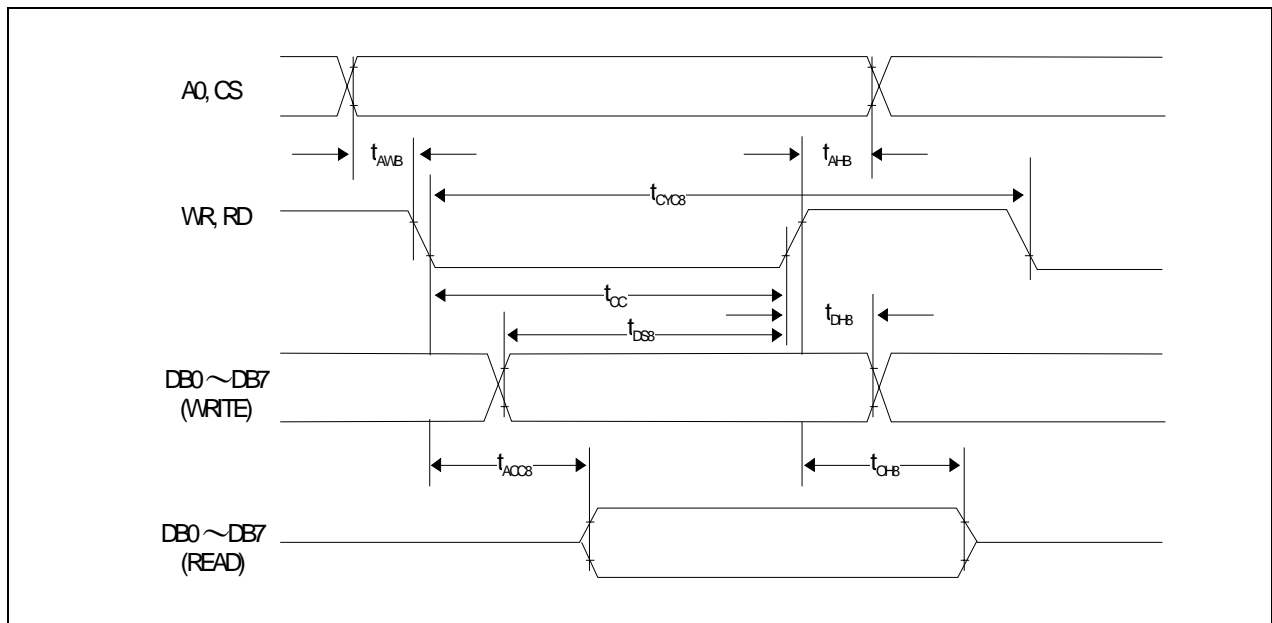 A0, CS
tAW8
tAH8
tCYC8
WR, RD
tCC
tDH8
tDS8
DB0～DB7
(WRITE)
tACC8
tOH8
DB0～DB7
(READ)